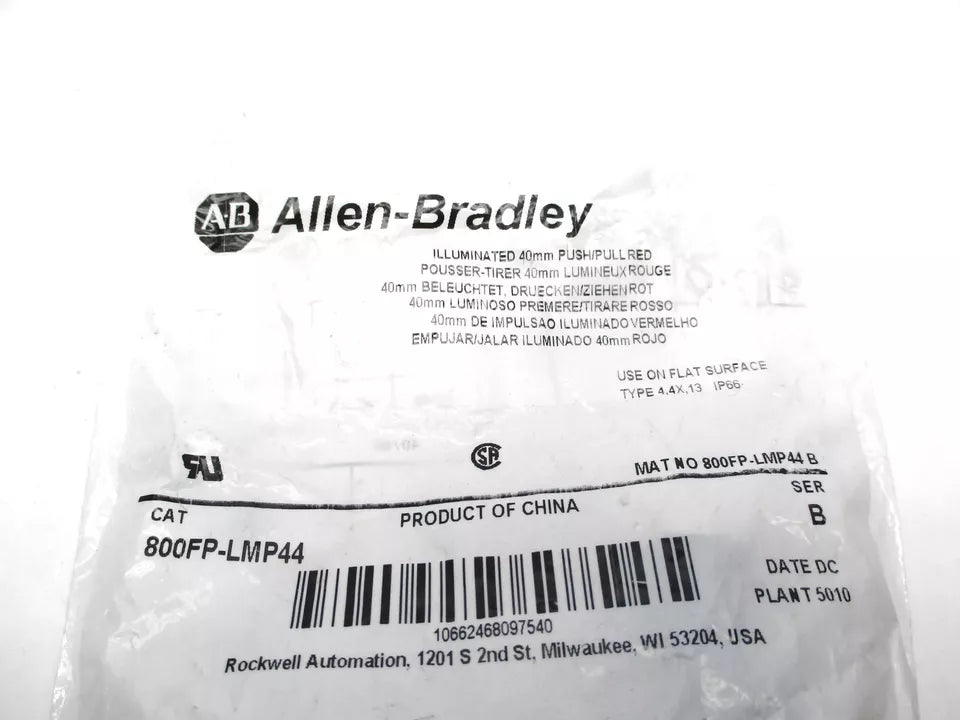 A-B Allen-Bradley
ILLUMINATED 40mm PUSH/PULL RED
POUSSER-TIRER 40mm LUMINEUX ROUGE
40mm BELEUCHTET, DRUECKEN/ZIEHEN ROT
40mm LUMINOSO PREMERE/TIRARE ROSSO
40mm DE IMPULSAO ILUMINADO VERMELHO
EMPUJAR/JALAR ILUMINADO 40mm ROJO
USE ON FLAT SURFACE
TYPE 4,4X,13 IP66
MAT NO 800FP-LMP44 B
CAT
PRODUCT OF CHINA
SER
B
800FP-LMP44
DATE DC
PLANT 5010
10662468097540
Rockwell Automation, 1201 S 2nd St, Milwaukee, WI 53204, USA